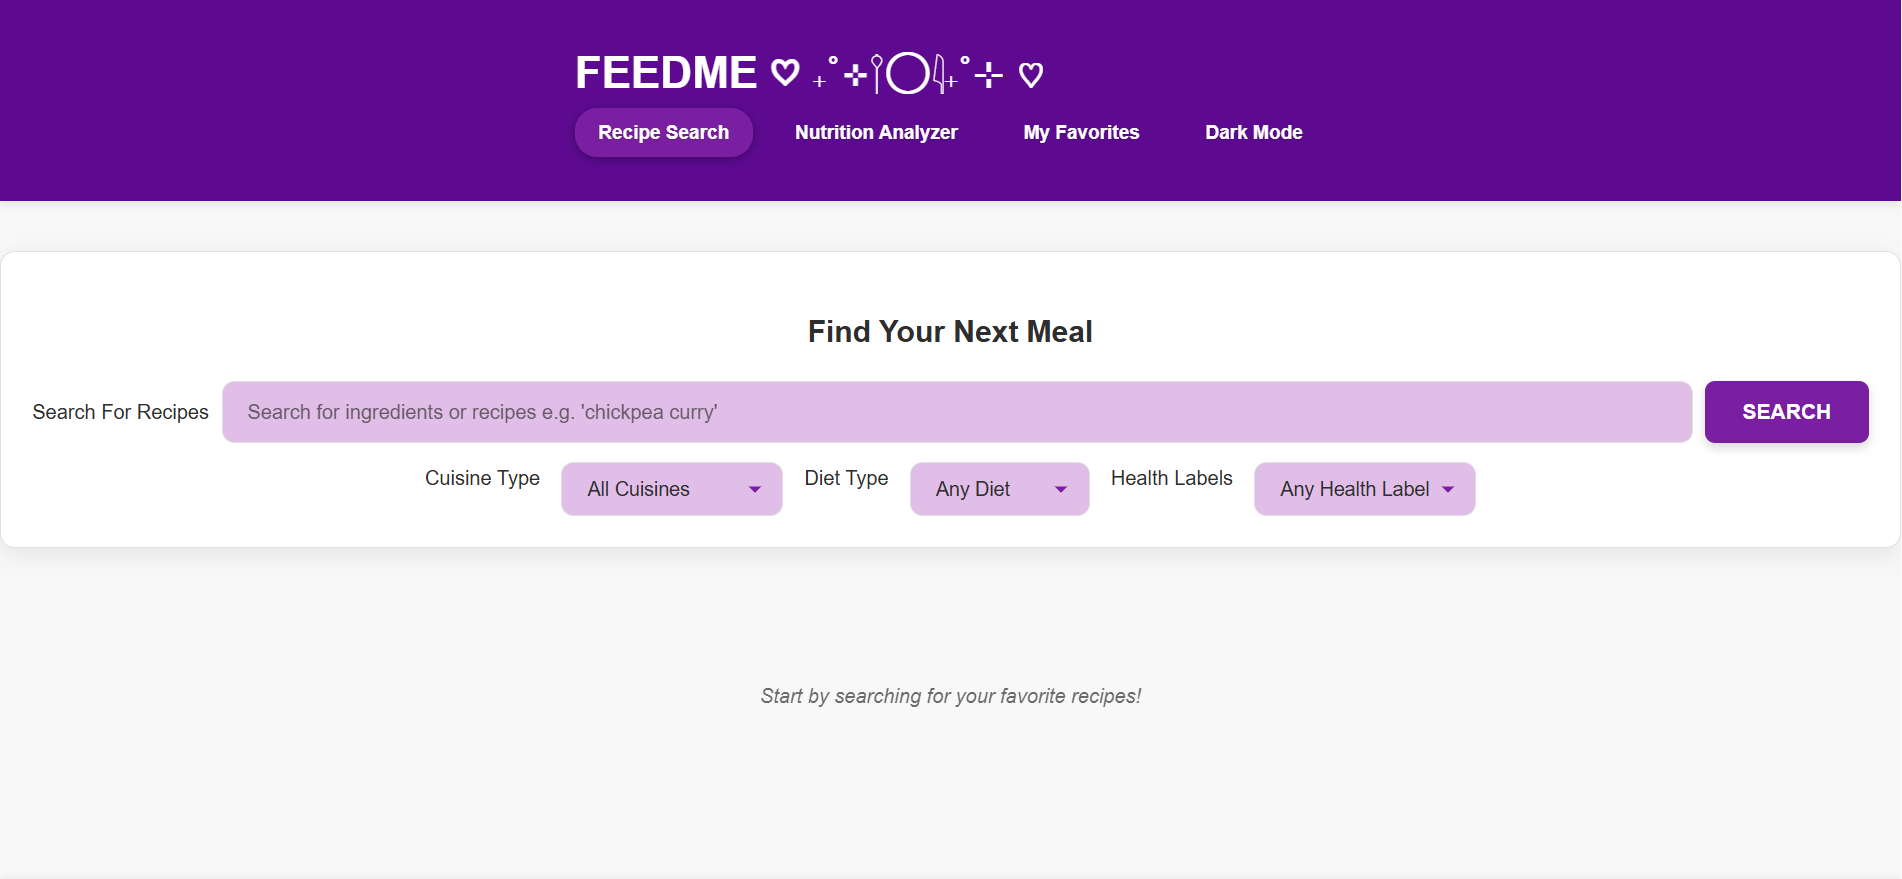 FEEDME ♡ ₊˚⊹𓌉◯𓇋₊˚⊹ ♡
Recipe Search Nutrition Analyzer My Favorites Dark Mode
Find Your Next Meal
Search For Recipes Search for ingredients or recipes e.g. 'chickpea curry' SEARCH
Cuisine Type All Cuisines Diet Type Any Diet Health Labels Any Health Label
Start by searching for your favorite recipes!